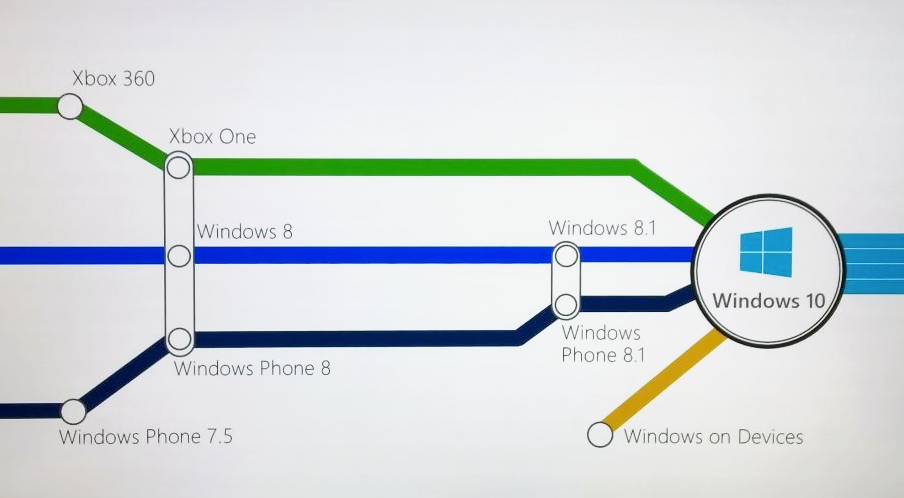 Xbox 360
Xbox One
Windows 8
Windows 8.1
Windows 10
Windows
Phone 8.1
Windows Phone 8
Windows Phone 7.5
Windows on Devices